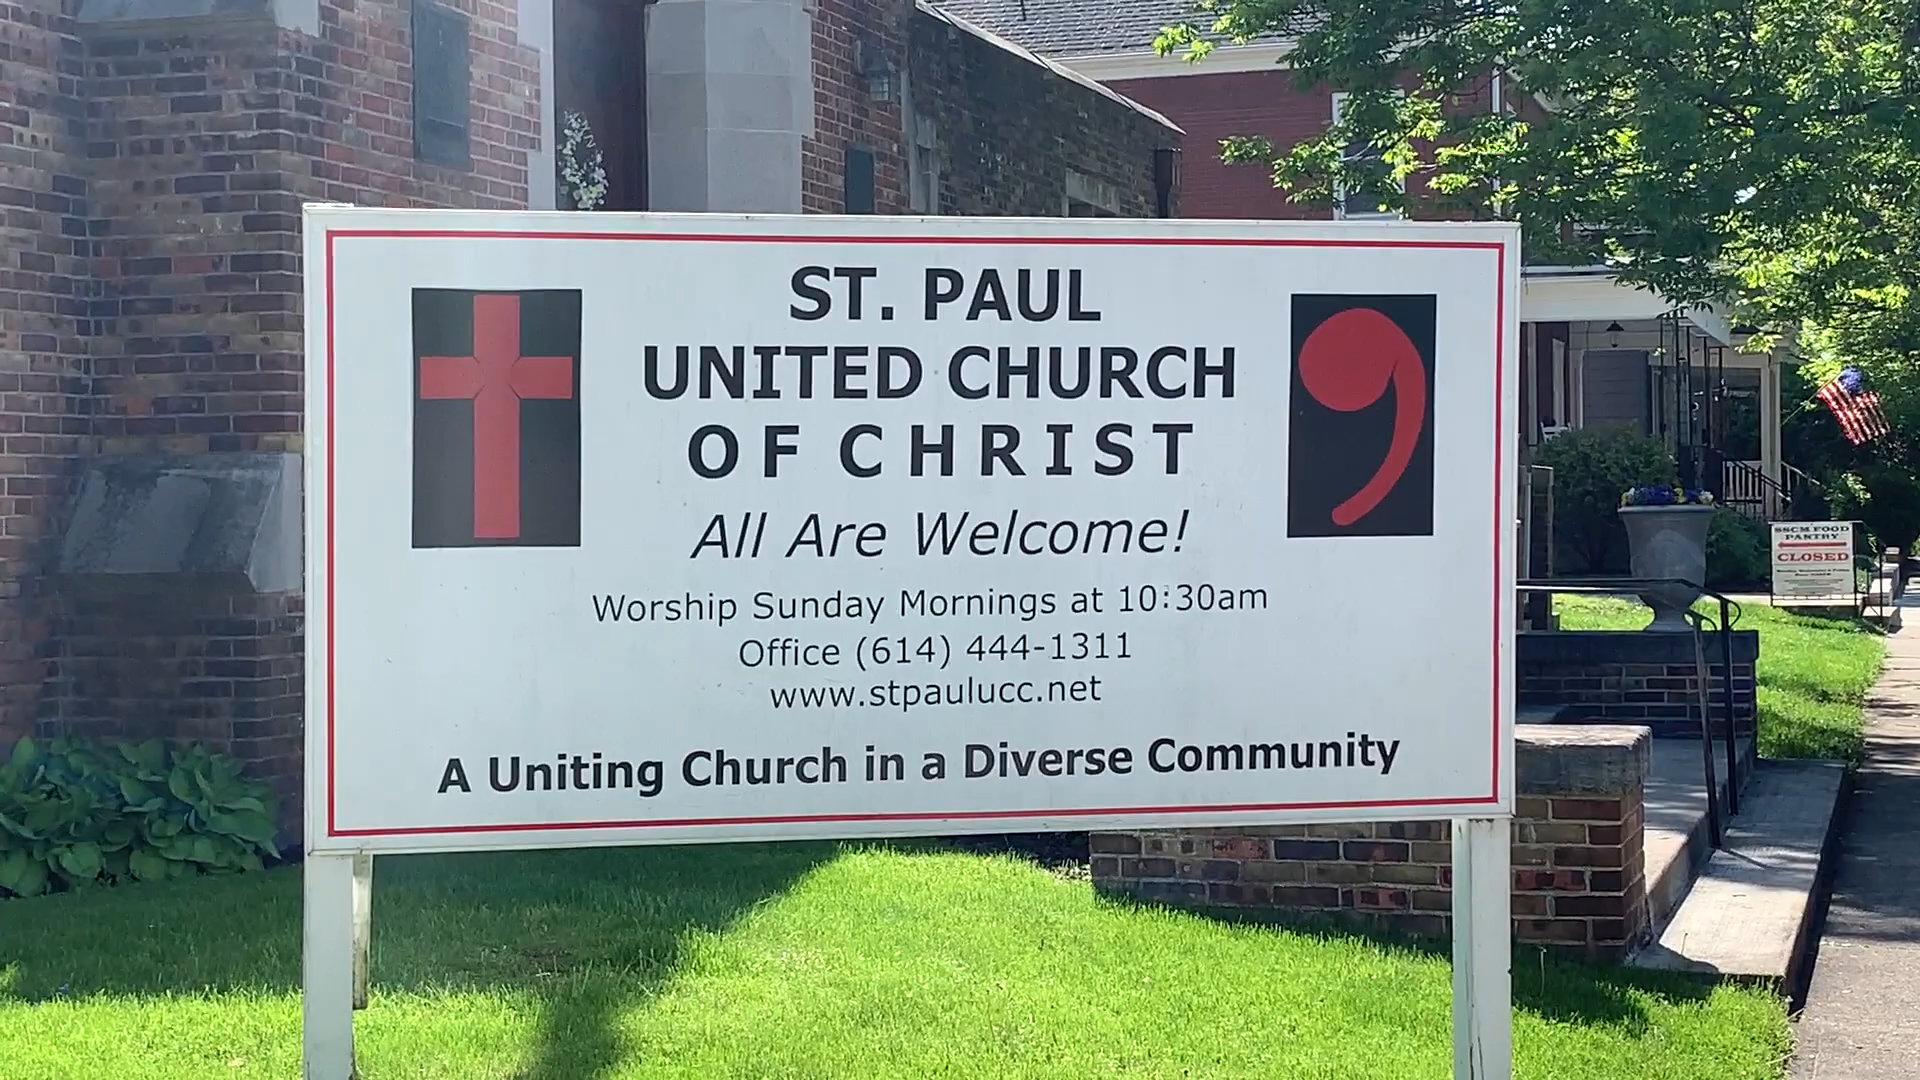 ST. PAUL
UNITED CHURCH
OF CHRIST
All Are Welcome!
Worship Sunday Mornings at 10:30am
Office (614) 444-1311
www.stpaulucc.net
A Uniting Church in a Diverse Community
SSCM FOOD
PANTRY
CLOSED